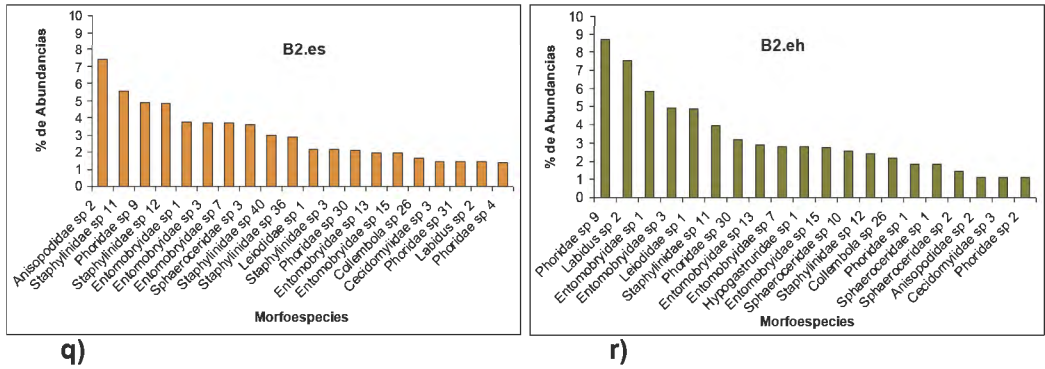 B2.es
% de Abundancias
10
9
8
7
6
5
4
3
2
1
0
Anisopodidae sp 2
Staphylinidae sp 11
Phoridae sp 9
Staphylinidae sp 12
Entomobryidae sp 1
Entomobryidae sp 3
Entomobryidae sp 7
Sphaeroceridae sp 3
Staphylinidae sp 40
Staphylinidae sp 36
Leiodidae sp 1
Staphylinidae sp 3
Phoridae sp 30
Entomobryidae sp 13
Entomobryidae sp 15
Collembola sp 26
Cecidomyiidae sp 3
Phoridae sp 31
Labidus sp 2
Phoridae sp 4
Morfoespecies
q)
B2.eh
% de Abundancias
10
9
8
7
6
5
4
3
2
1
0
Phoridae sp 9
Labidus sp 2
Entomobryidae sp 1
Entomobryidae sp 3
Leiodidae sp 1
Staphylinidae sp 11
Phoridae sp 30
Entomobryidae sp 13
Entomobryidae sp 7
Hypogastruridae sp 1
Entomobryidae sp 15
Sphaeroceridae sp 10
Staphylinidae sp 12
Collembola sp 26
Phoridae sp 1
Sphaeroceridae sp 1
Sphaeroceridae sp 2
Anisopodidae sp 2
Cecidomyiidae sp 3
Phoridae sp 2
Morfoespecies
r)